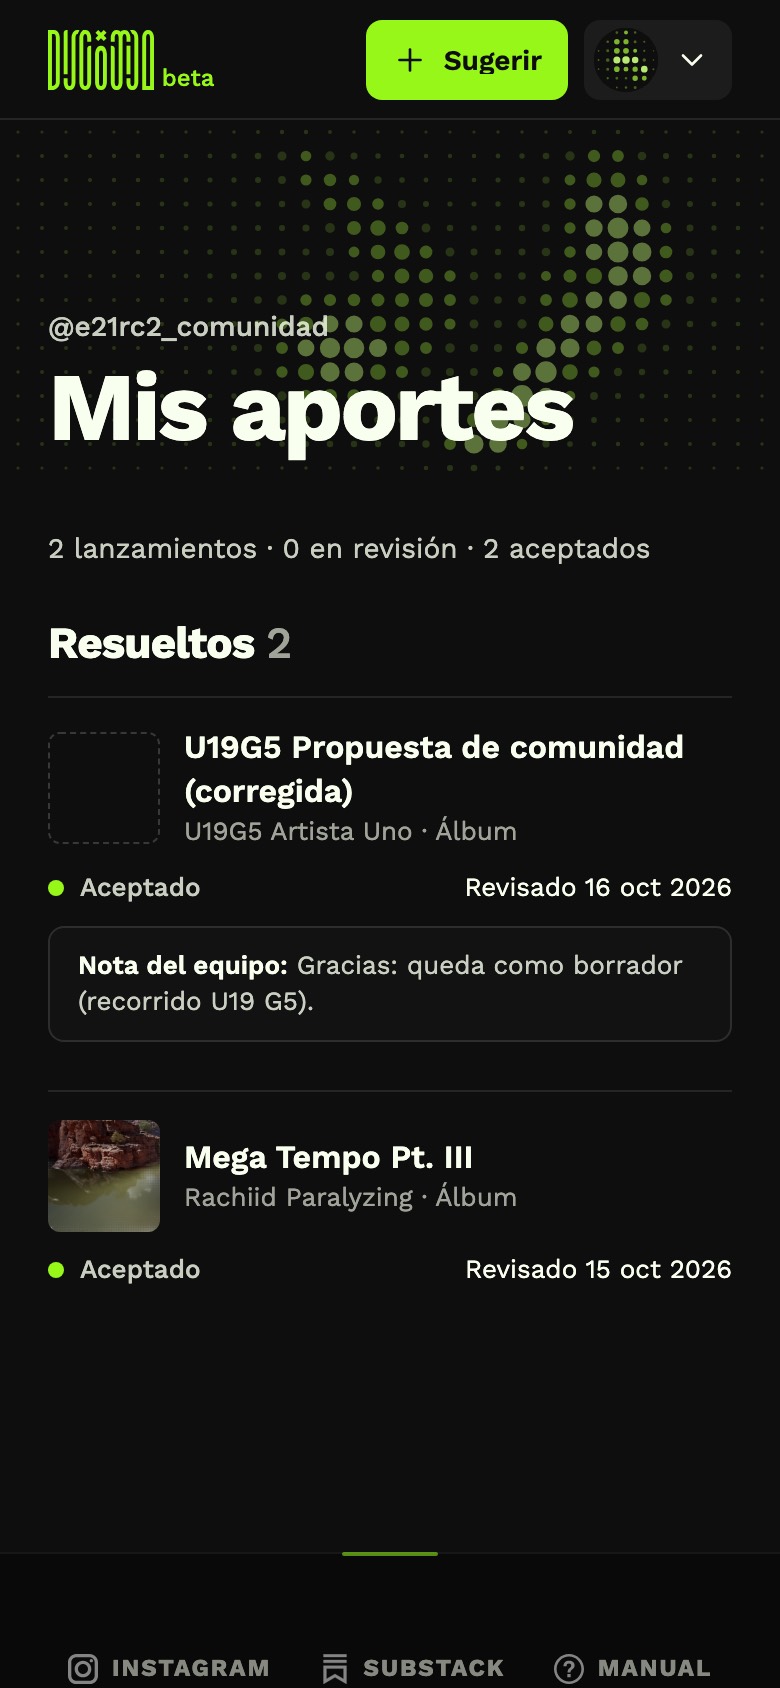 DISCOMO beta
+ Sugerir
@e21rc2_comunidad
Mis aportes
2 lanzamientos · 0 en revisión · 2 aceptados
Resueltos 2
U19G5 Propuesta de comunidad
(corregida)
U19G5 Artista Uno · Álbum
Aceptado
Revisado 16 oct 2026
Nota del equipo: Gracias: queda como borrador
(recorrido U19 G5).
Mega Tempo Pt. III
Rachiid Paralyzing · Álbum
Aceptado
Revisado 15 oct 2026
INSTAGRAM
SUBSTACK
MANUAL